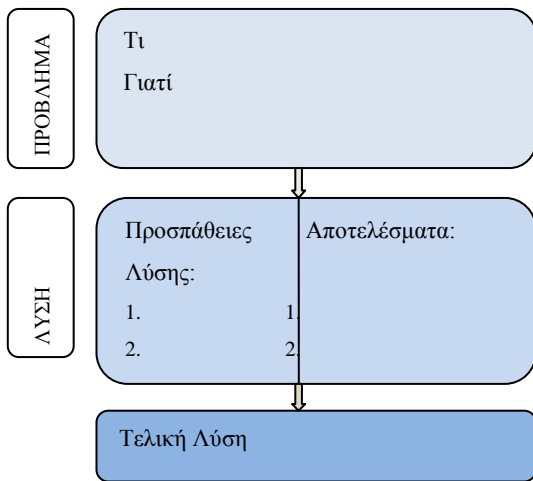 ΠΡΟΒΛΗΜΑ
Τι
Γιατί
ΛΥΣΗ
Προσπάθειες
Λύσης:
1.
2.
Αποτελέσματα:
1.
2.
Τελική Λύση